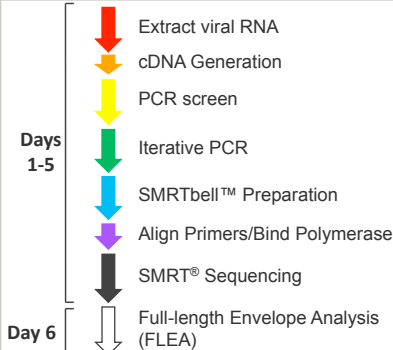 Extract viral RNA
cDNA Generation
PCR screen
Days
1-5
Iterative PCR
SMRTbell™ Preparation
Align Primers/Bind Polymerase
SMRT® Sequencing
Day 6
Full-length Envelope Analysis
(FLEA)